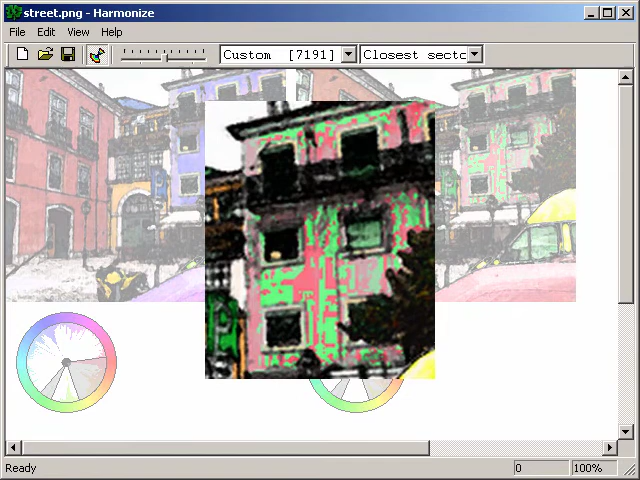 street.png - Harmonize
File Edit View Help
Custom [7191] Closest sectc
Ready 0 100%